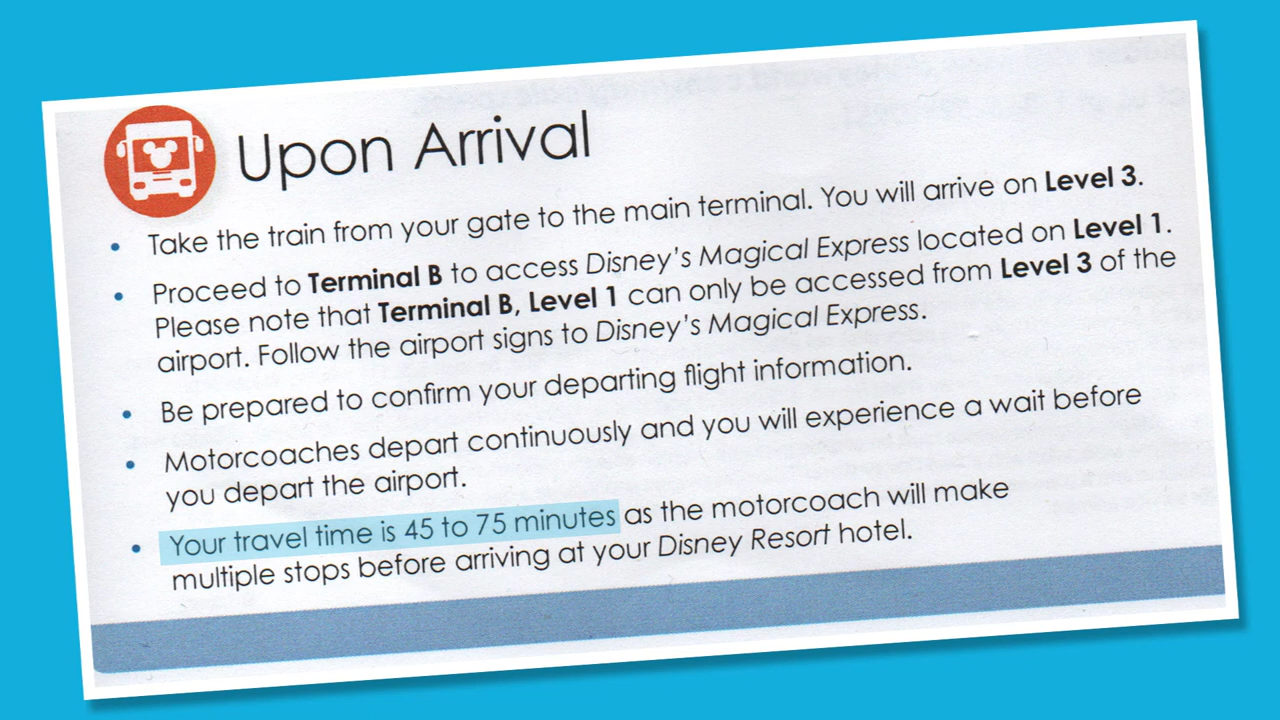 Upon Arrival
• Take the train from your gate to the main terminal. You will arrive on Level 3.
• Proceed to Terminal B to access Disney's Magical Express located on Level 1.
Please note that Terminal B, Level 1 can only be accessed from Level 3 of the
airport. Follow the airport signs to Disney's Magical Express.
• Be prepared to confirm your departing flight information.
• Motorcoaches depart continuously and you will experience a wait before
you depart the airport.
• Your travel time is 45 to 75 minutes as the motorcoach will make
multiple stops before arriving at your Disney Resort hotel.